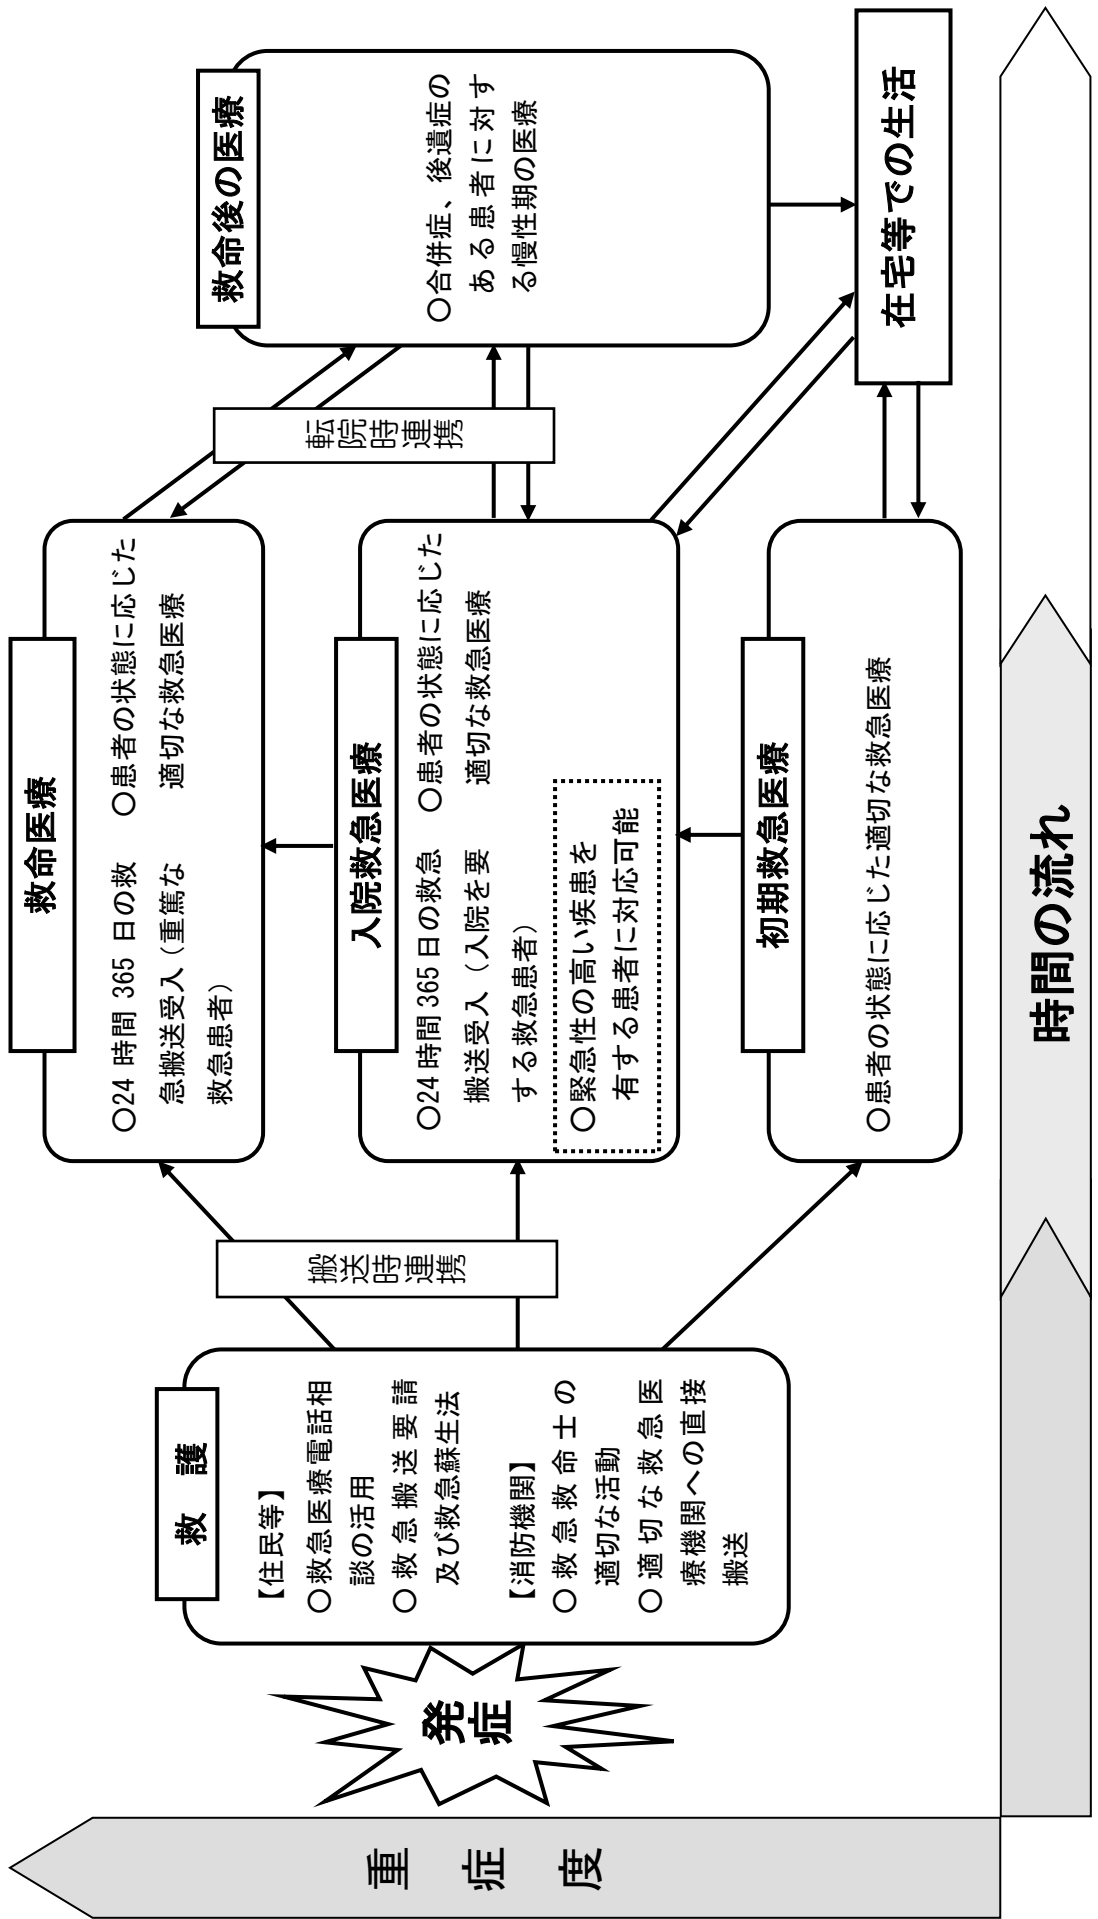 重症度
発
症
救　護
【住民等】
○救急医療電話相
談の活用
○救急搬送要請
及び救急蘇生法
【消防機関】
○救急救命士の
適切な活動
○適切な救急医
療機関への直接
搬送
搬送時連携
救命医療
○24 時間 365 日の救
急搬送受入（重篤な
救急患者）
○患者の状態に応じた
適切な救急医療
入院救急医療
○24 時間 365 日の救急
搬送受入（入院を要
する救急患者）
○患者の状態に応じた
適切な救急医療
○緊急性の高い疾患を
有する患者に対応可能
初期救急医療
○患者の状態に応じた適切な救急医療
転院時連携
救命後の医療
○合併症、後遺症の
ある患者に対す
る慢性期の医療
在宅等での生活
時間の流れ